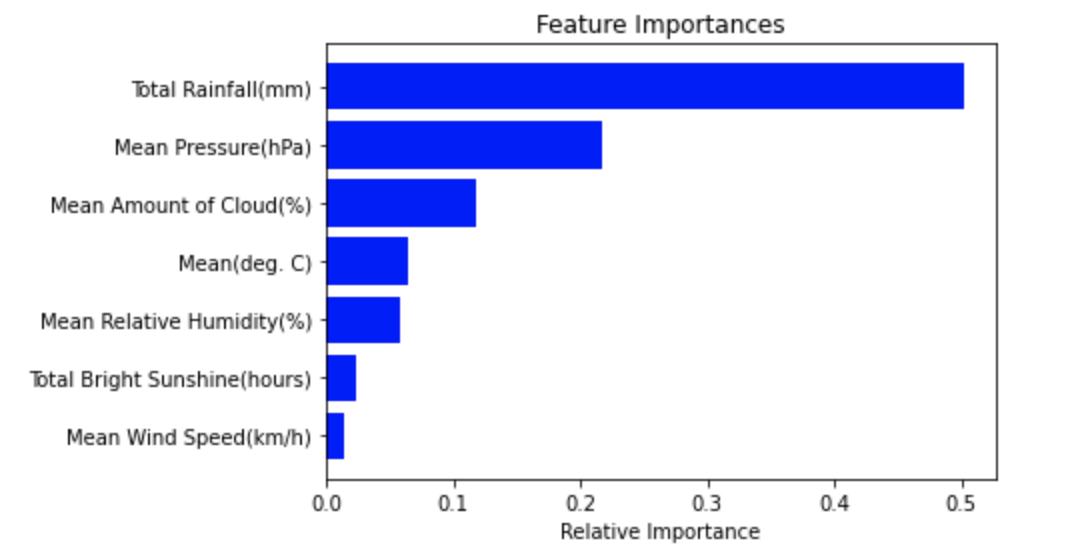 Feature Importances
Total Rainfall(mm)
Mean Pressure(hPa)
Mean Amount of Cloud(%)
Mean(deg. C)
Mean Relative Humidity(%)
Total Bright Sunshine(hours)
Mean Wind Speed(km/h)
0.0 0.1 0.2 0.3 0.4 0.5
Relative Importance